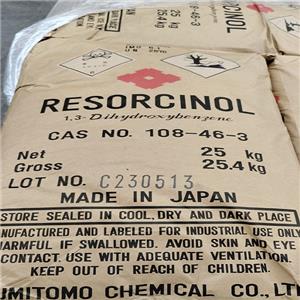 RESORCINOL
1,3-Dihydroxybenzene
CAS NO. 108-46-3
Net 25 kg
Gross 25.4 kg
LOT NO. C230513
MADE IN JAPAN
STORE SEALED IN COOL, DRY AND DARK PLACE
NUFACTURED AND LABELED FOR INDUSTRIAL USE ONLY
HARMFUL IF SWALLOWED. AVOID SKIN AND EYE
CONTACT. USE WITH ADEQUATE VENTILATION.
KEEP OUT OF REACH OF CHILDREN.
UMITOMO CHEMICAL CO., LT